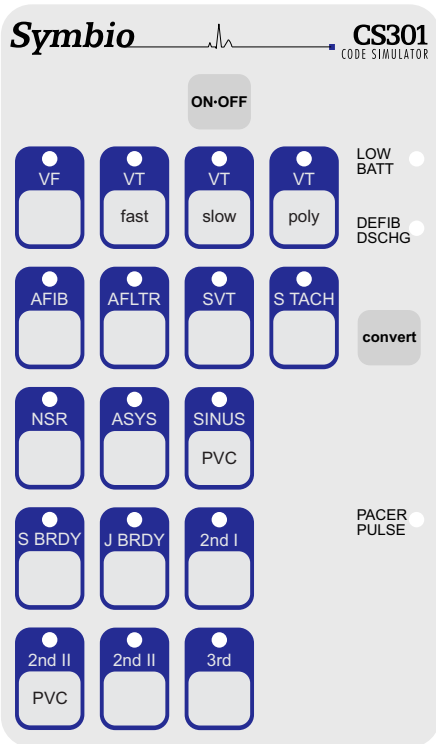 Symbio CS301
CODE SIMULATOR
ON•OFF
VF VT VT VT
fast slow poly
LOW
BATT
DEFIB
DSCHG
AFIB AFLTR SVT S TACH
convert
NSR ASYS SINUS
PVC
S BRDY J BRDY 2nd I
PACER
PULSE
2nd II 2nd II 3rd
PVC